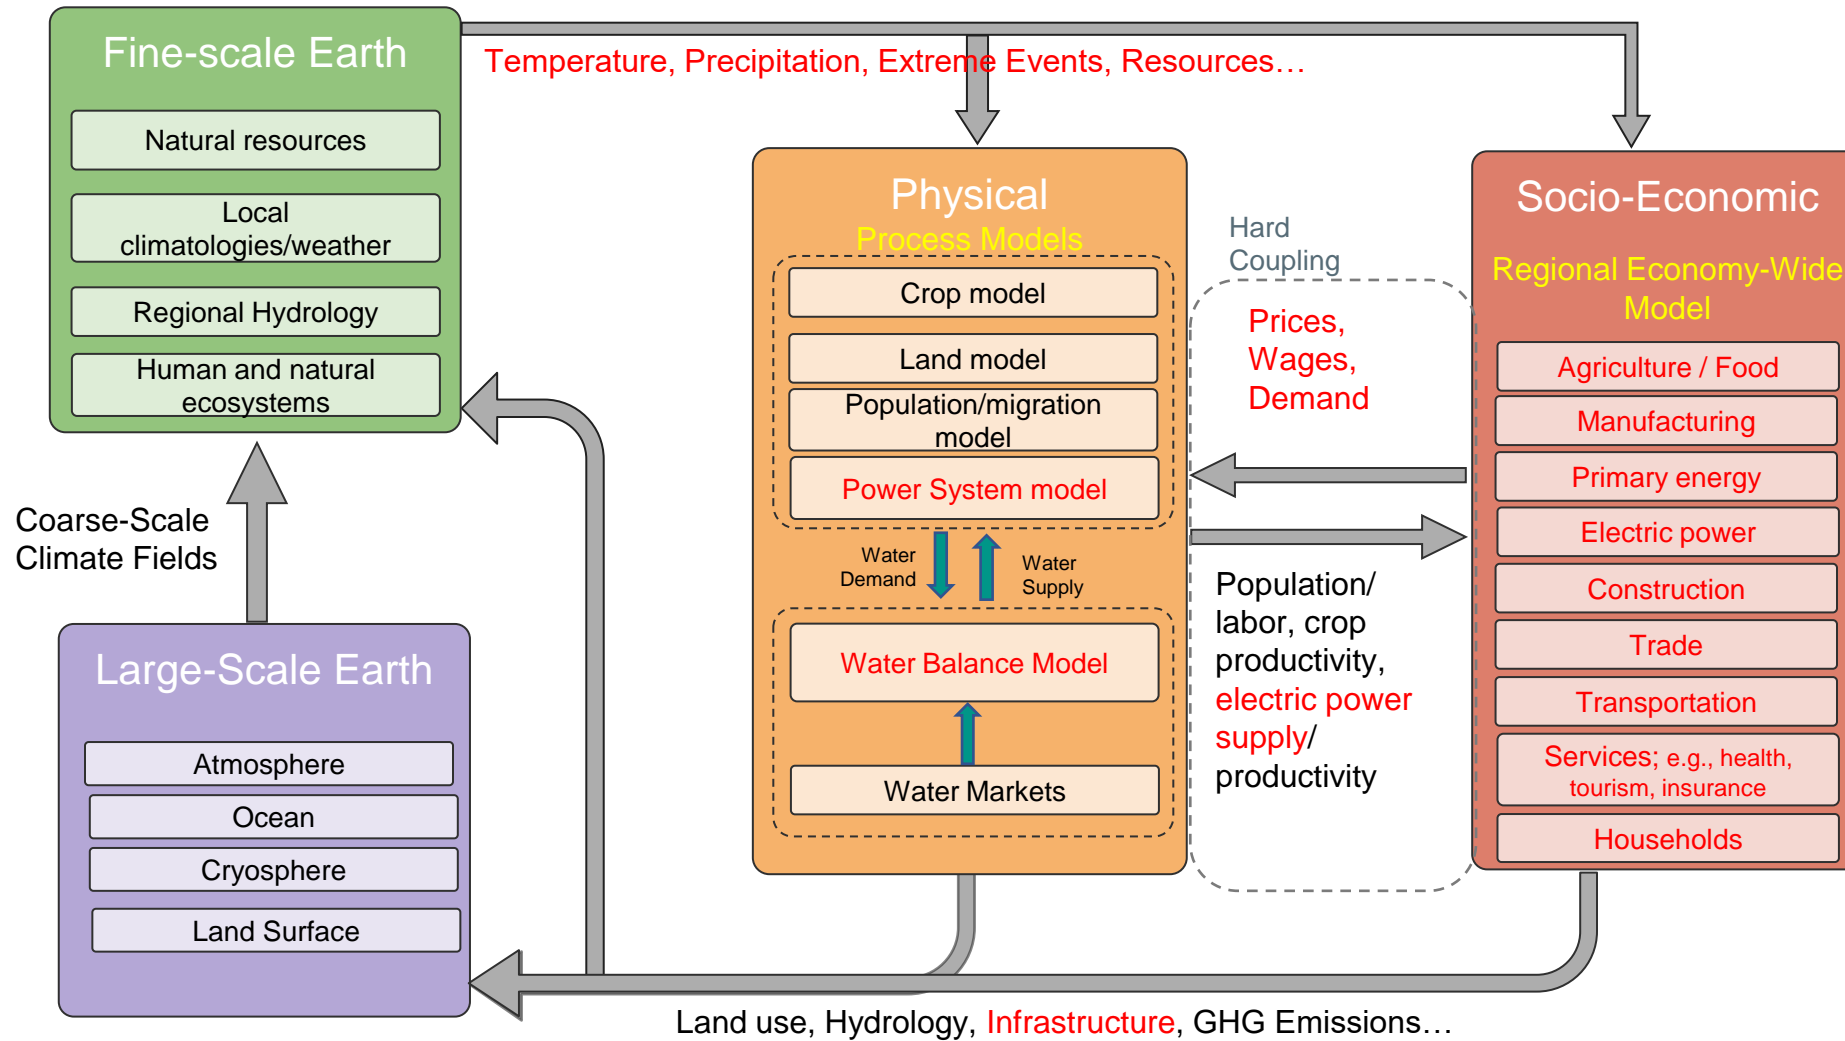 Fine-scale Earth
Natural resources
Local
climatologies/weather
Regional Hydrology
Human and natural
ecosystems
Temperature, Precipitation, Extreme Events, Resources…
Coarse-Scale
Climate Fields
Large-Scale Earth
Atmosphere
Ocean
Cryosphere
Land Surface
Physical
Process Models
Crop model
Land model
Population/migration
model
Power System model
Water
Demand
Water
Supply
Water Balance Model
Water Markets
Hard
Coupling
Prices,
Wages,
Demand
Population/
labor, crop
productivity,
electric power
supply/
productivity
Socio-Economic
Regional Economy-Wide
Model
Agriculture / Food
Manufacturing
Primary energy
Electric power
Construction
Trade
Transportation
Services; e.g., health,
tourism, insurance
Households
Land use, Hydrology, Infrastructure, GHG Emissions…